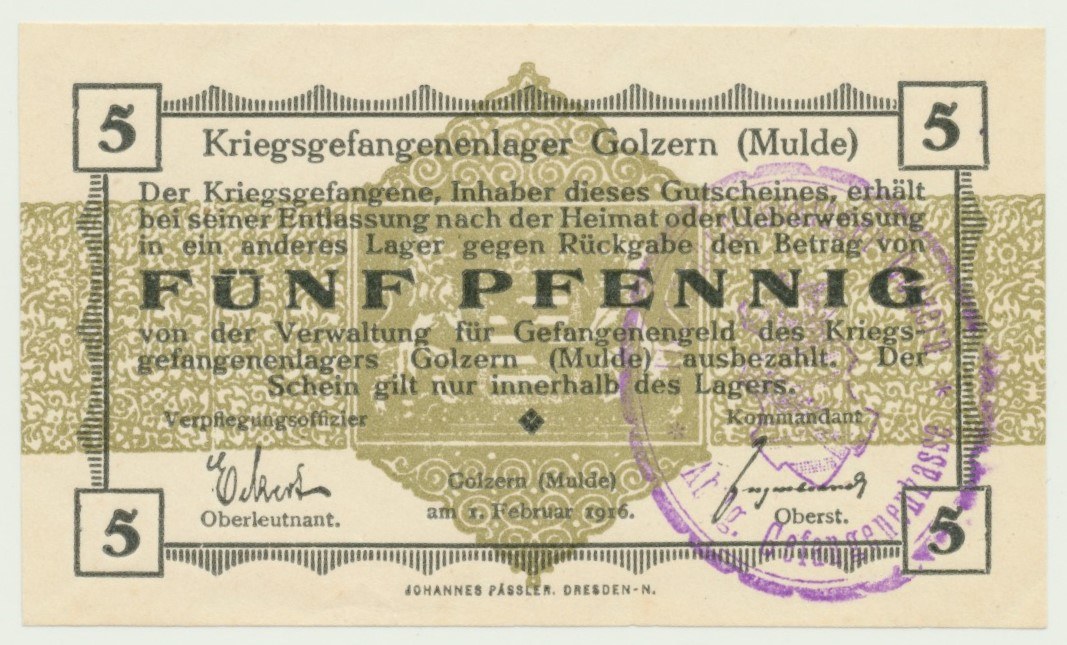 5 5
Kriegsgefangenenlager Golzern (Mulde)
Der Kriegsgefangene, Inhaber dieses Gutscheines, erhält
bei seiner Entlassung nach der Heimat oder Ueberweisung
in ein anderes Lager gegen Rückgabe den Betrag von
FÜNF PFENNIG
von der Verwaltung für Gefangenengeld des Kriegs-
gefangenenlagers Golzern (Mulde) ausbezahlt. Der
Schein gilt nur innerhalb des Lagers.
Verpflegungsoffizier Kommandant
Eckert
Oberleutnant.
Golzern (Mulde)
am 1. Februar 1916.
Oberst.
5 5
JOHANNES PÄSSLER, DRESDEN-N.
Abtg. Gefangenenkasse